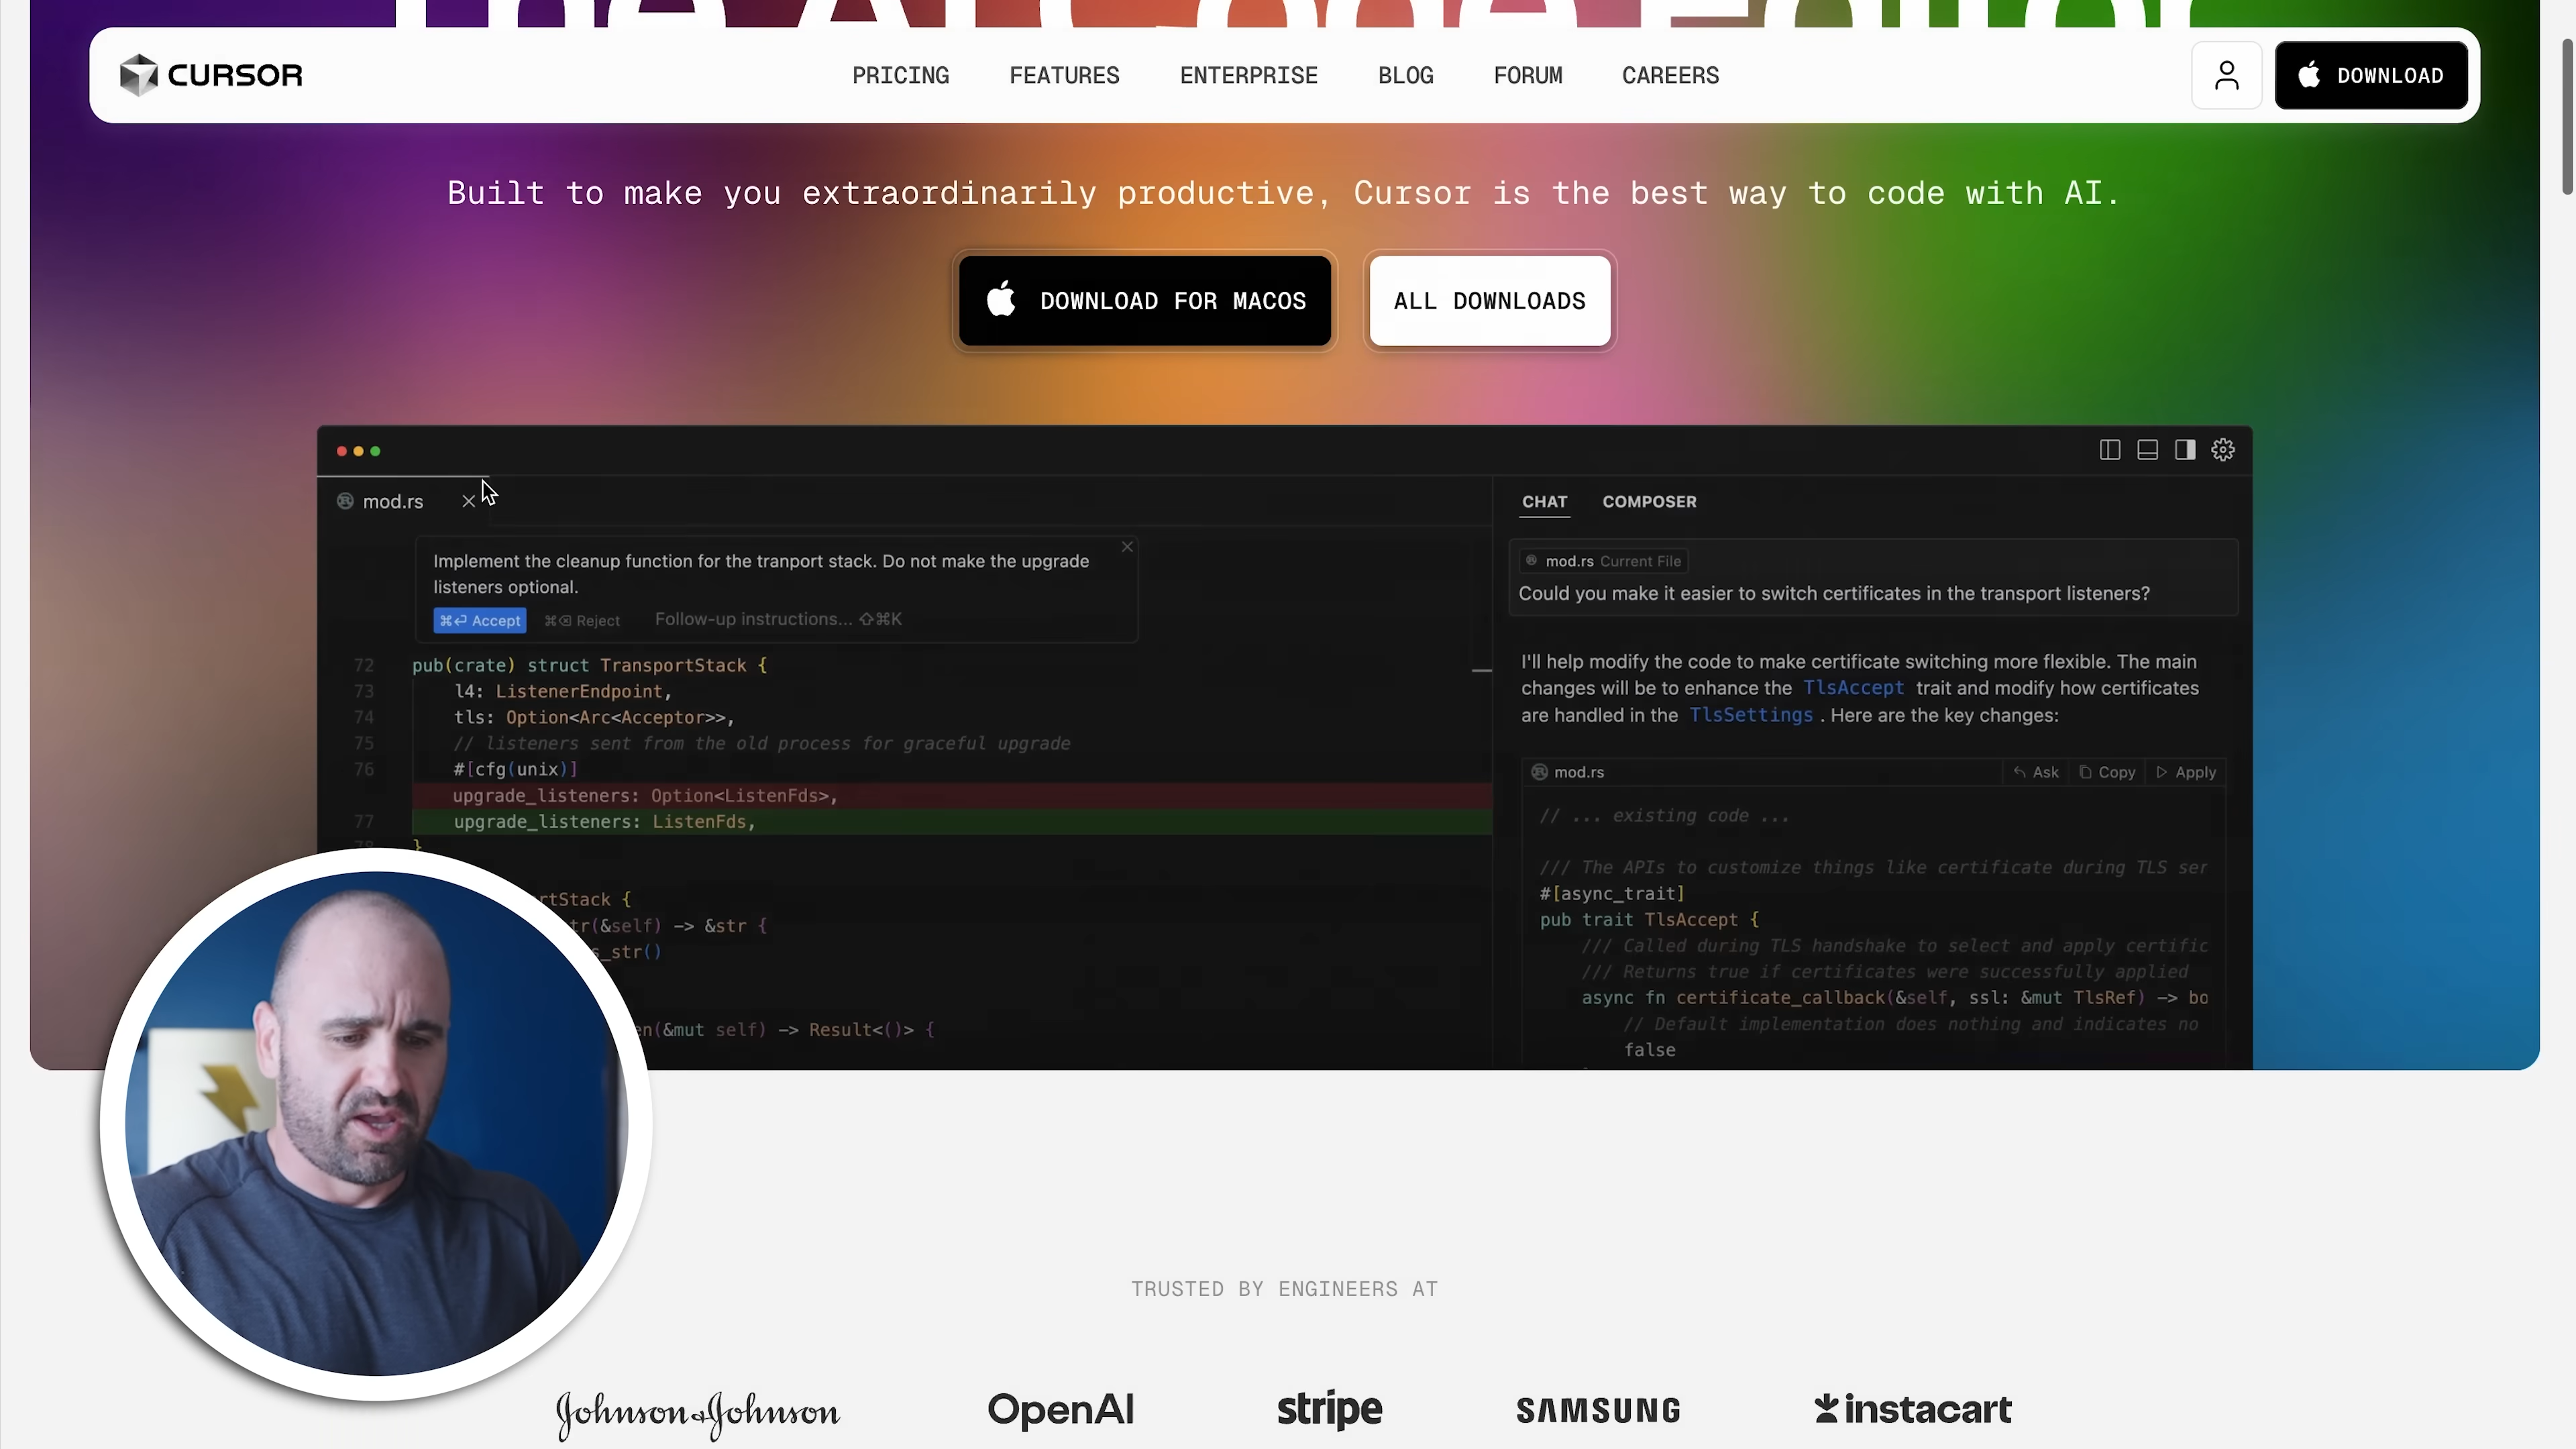 The AI Code Editor
CURSOR
PRICING FEATURES ENTERPRISE BLOG FORUM CAREERS
DOWNLOAD
Built to make you extraordinarily productive, Cursor is the best way to code with AI.
DOWNLOAD FOR MACOS
ALL DOWNLOADS
mod.rs
Implement the cleanup function for the tranport stack. Do not make the upgrade
listeners optional.
⌘⏎ Accept ⌘⌫ Reject Follow-up instructions... ⇧⌘K
72 pub(crate) struct TransportStack {
73 l4: ListenerEndpoint,
74 tls: Option<Arc<Acceptor>>,
75 // listeners sent from the old process for graceful upgrade
76 #[cfg(unix)]
upgrade_listeners: Option<ListenFds>,
77 upgrade_listeners: ListenFds,
78 }
rtStack {
tr(&self) -> &str {
s_str()
en(&mut self) -> Result<()> {
CHAT COMPOSER
mod.rs Current File
Could you make it easier to switch certificates in the transport listeners?
I'll help modify the code to make certificate switching more flexible. The main
changes will be to enhance the TlsAccept trait and modify how certificates
are handled in the TlsSettings . Here are the key changes:
mod.rs Ask Copy Apply
// ... existing code ...
/// The APIs to customize things like certificate during TLS ser
#[async_trait]
pub trait TlsAccept {
/// Called during TLS handshake to select and apply certific
/// Returns true if certificates were successfully applied
async fn certificate_callback(&self, ssl: &mut TlsRef) -> bo
// Default implementation does nothing and indicates no
false
TRUSTED BY ENGINEERS AT
Johnson&Johnson OpenAI stripe SAMSUNG instacart